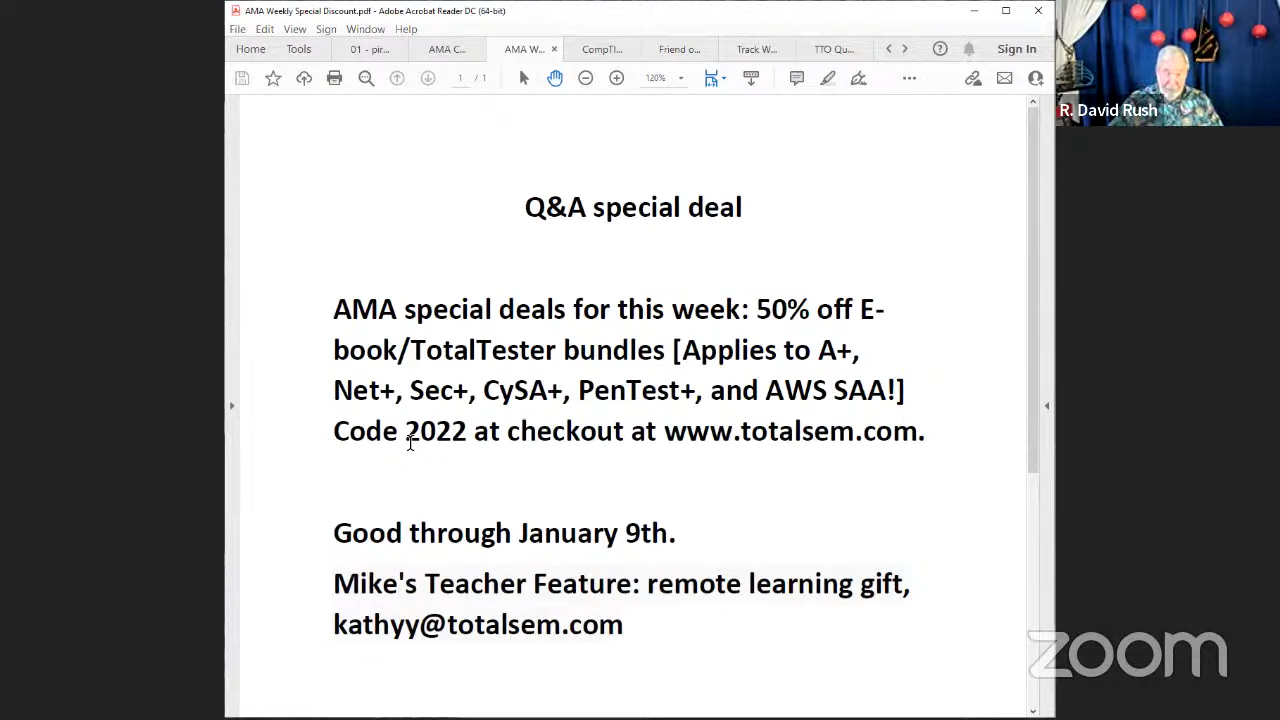 AMA Weekly Special Discount.pdf - Adobe Acrobat Reader DC (64-bit)
File Edit View Sign Window Help
Home Tools 01 - pir... AMA C... AMA W... × CompTI... Friend o... Track W... TTO Qu... Sign In
1 / 1 120%
R. David Rush
Q&A special deal
AMA special deals for this week: 50% off E-
book/TotalTester bundles [Applies to A+,
Net+, Sec+, CySA+, PenTest+, and AWS SAA!]
Code 2022 at checkout at www.totalsem.com.
Good through January 9th.
Mike's Teacher Feature: remote learning gift,
kathyy@totalsem.com
zoom